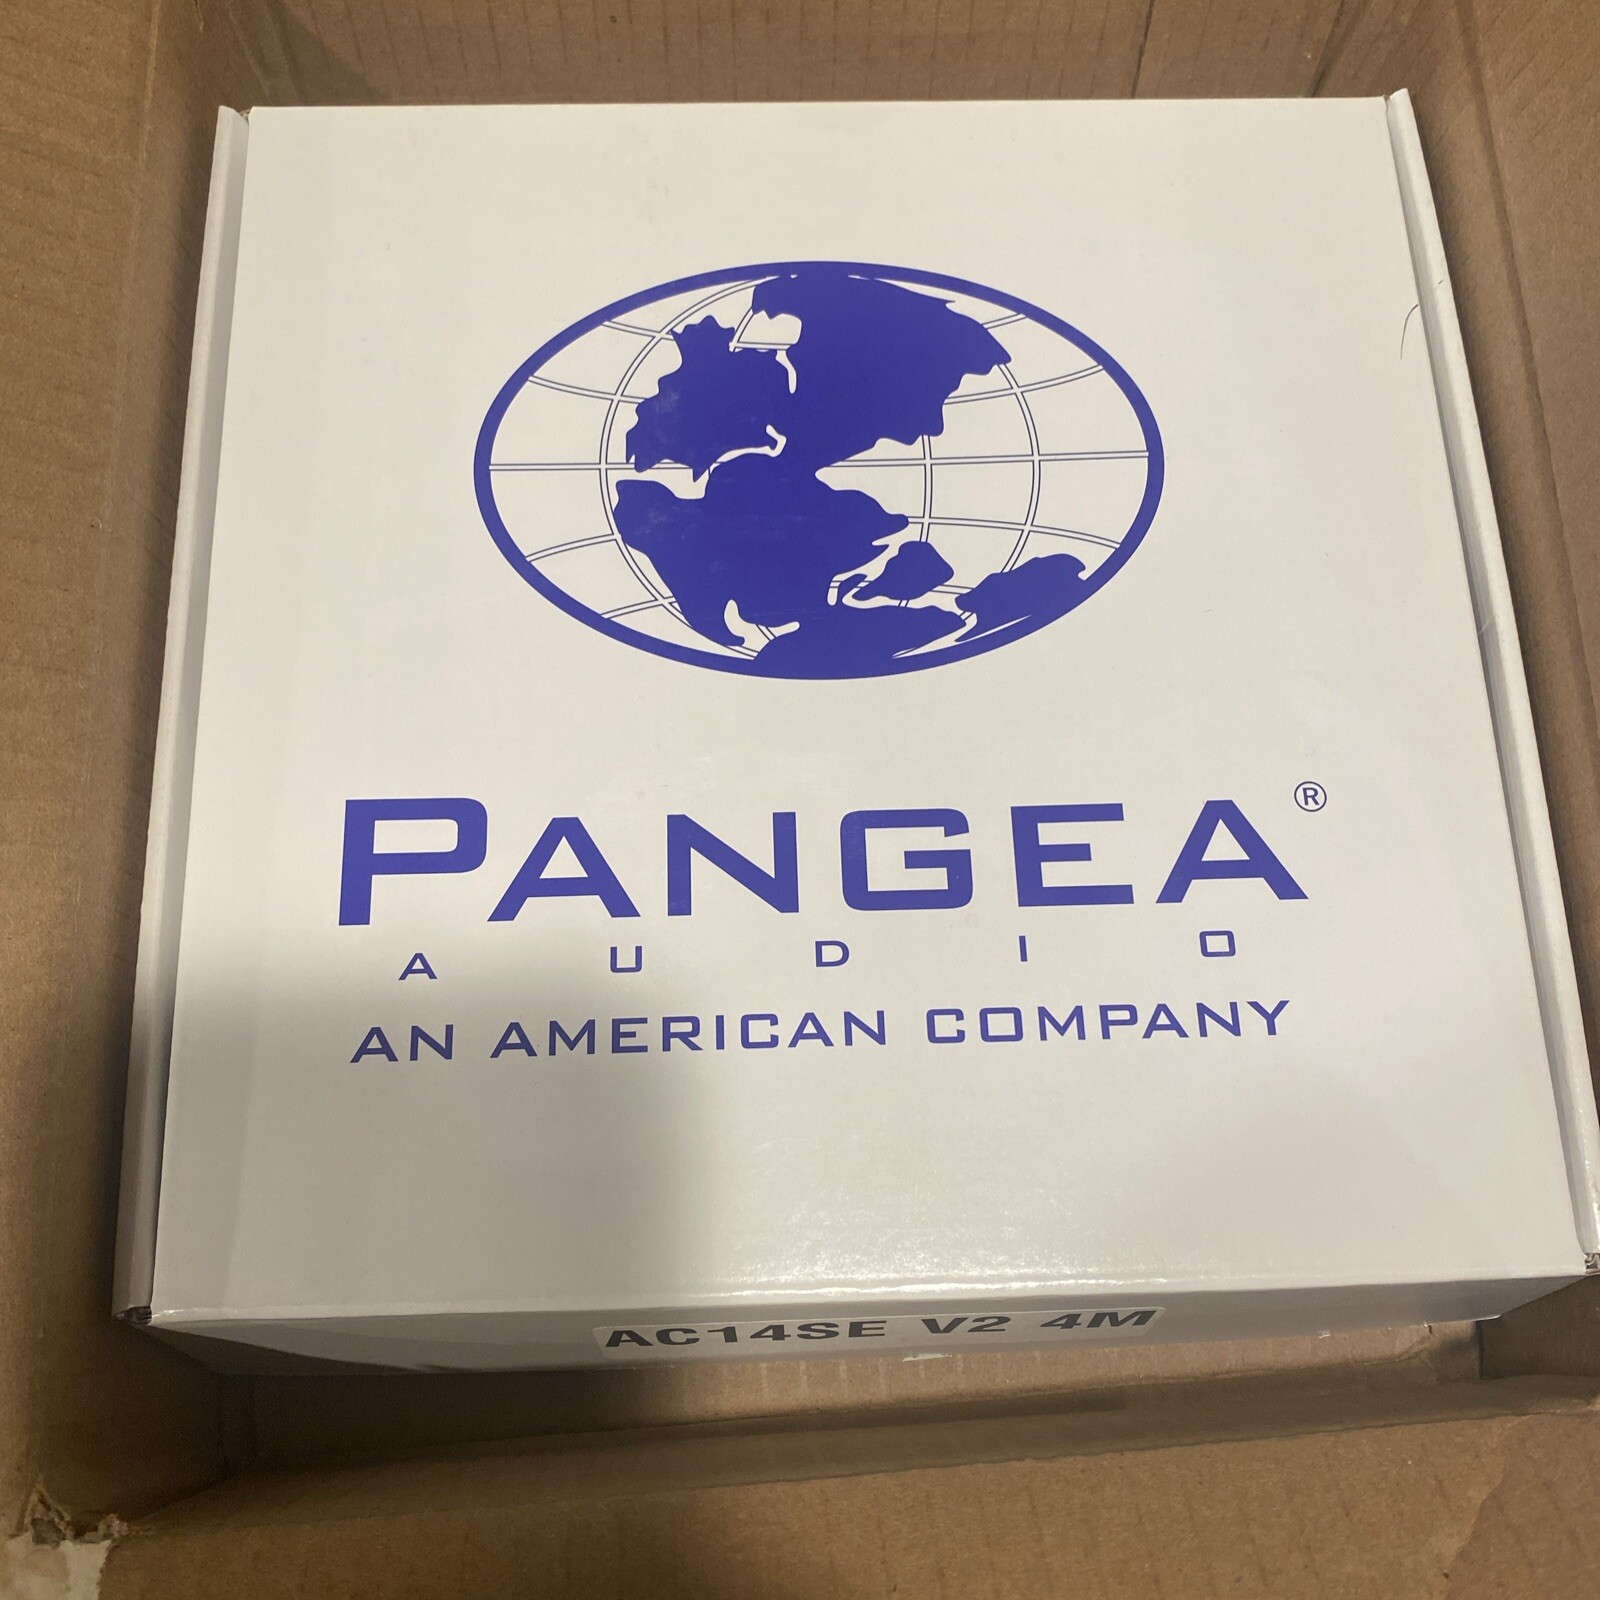 PANGEA®
AUDIO
AN AMERICAN COMPANY
AC14SE V2 4M